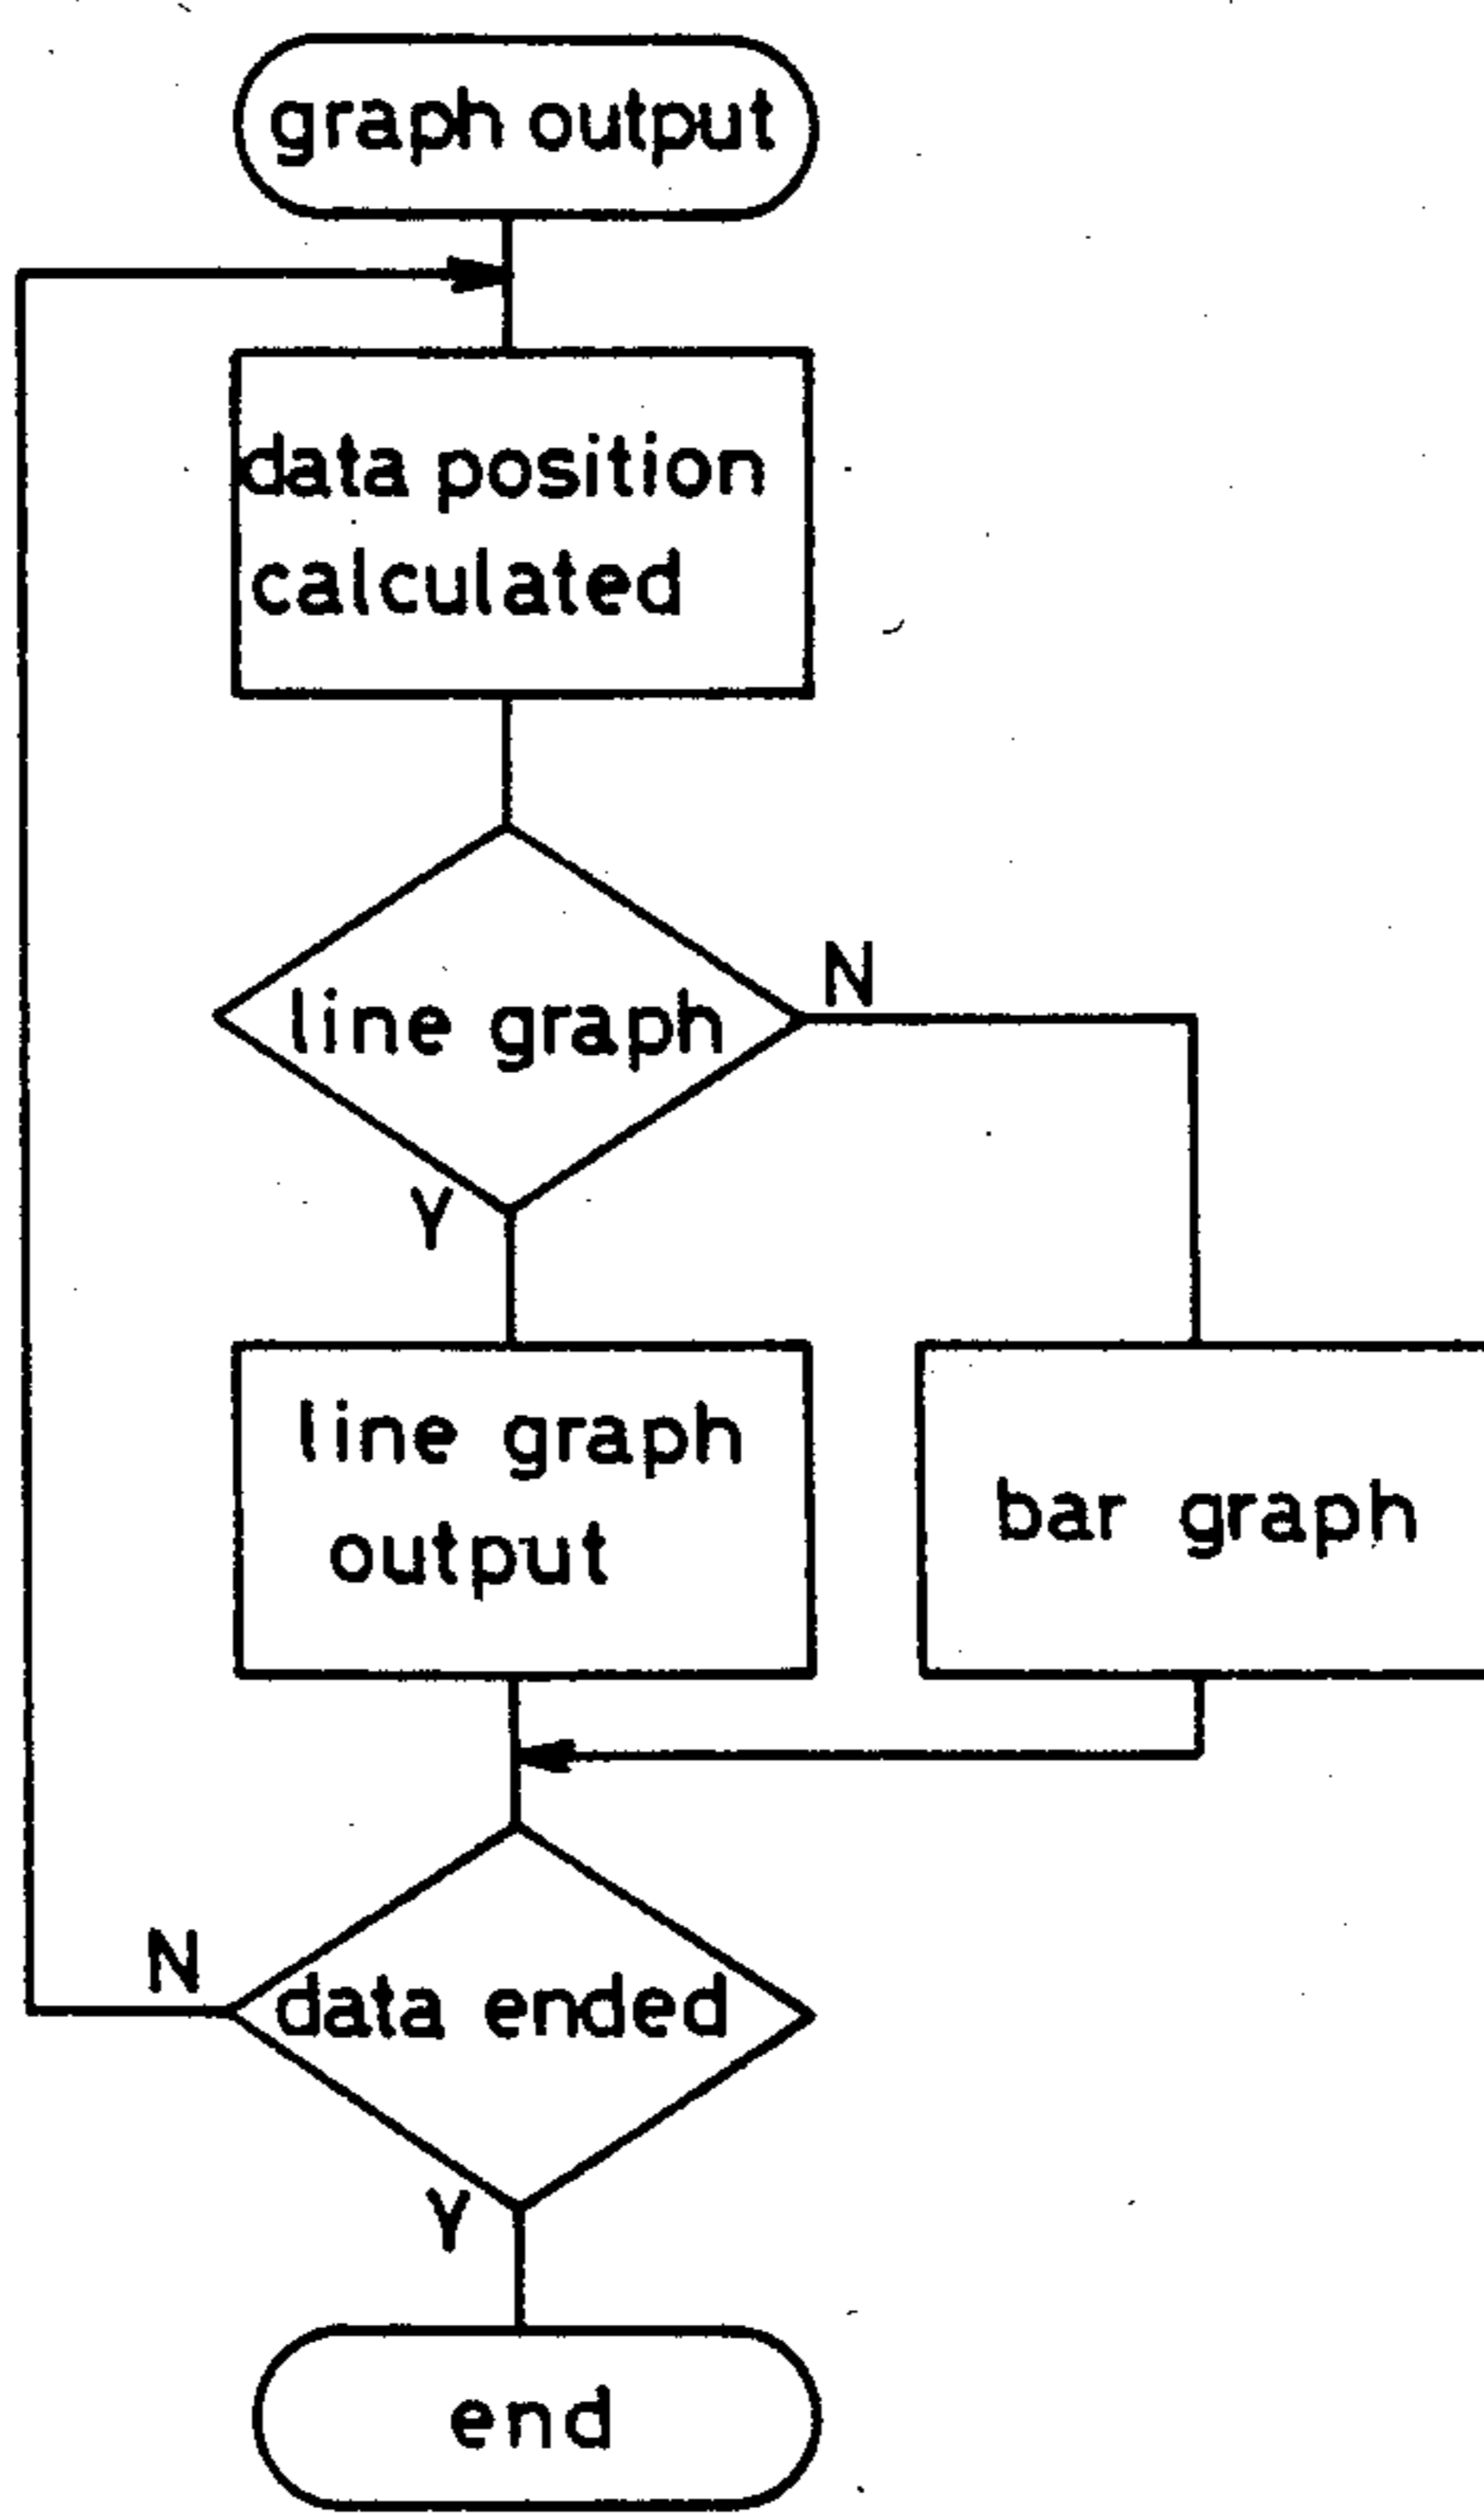 graph output
data position
calculated
line graph
N
Y
line graph
output
bar graph
data ended
N
Y
end